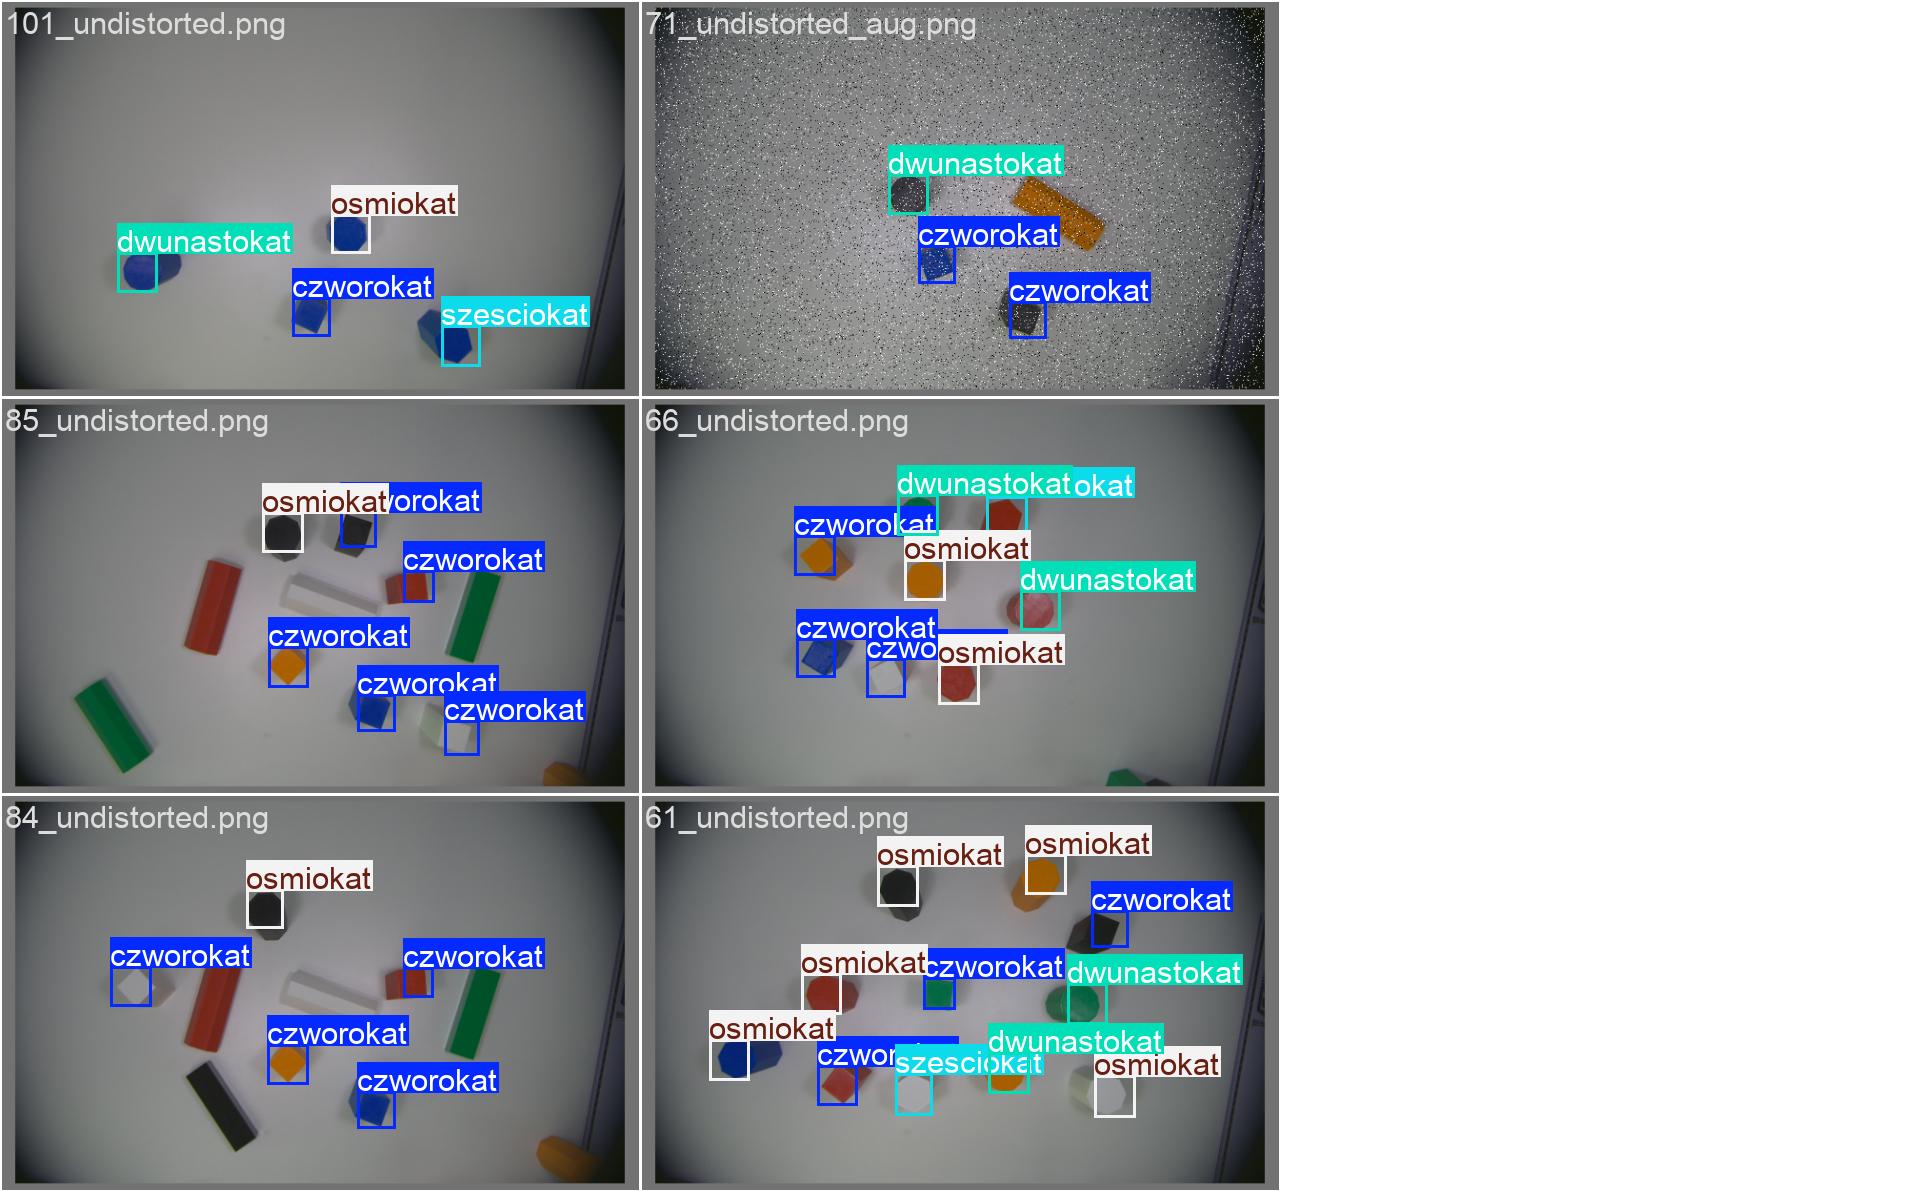 101_undistorted.png
osmiokat
dwunastokat
czworokat
szesciokat
71_undistorted_aug.png
dwunastokat
czworokat
czworokat
85_undistorted.png
osmiokat
orokat
czworokat
czworokat
czworokat
czworokat
66_undistorted.png
dwunastokat
okat
czworokat
osmiokat
dwunastokat
czworokat
czwo
osmiokat
84_undistorted.png
osmiokat
czworokat
czworokat
czworokat
czworokat
61_undistorted.png
osmiokat
osmiokat
czworokat
osmiokat
czworokat
dwunastokat
osmiokat
dwunastokat
czwor
szesciokat
osmiokat